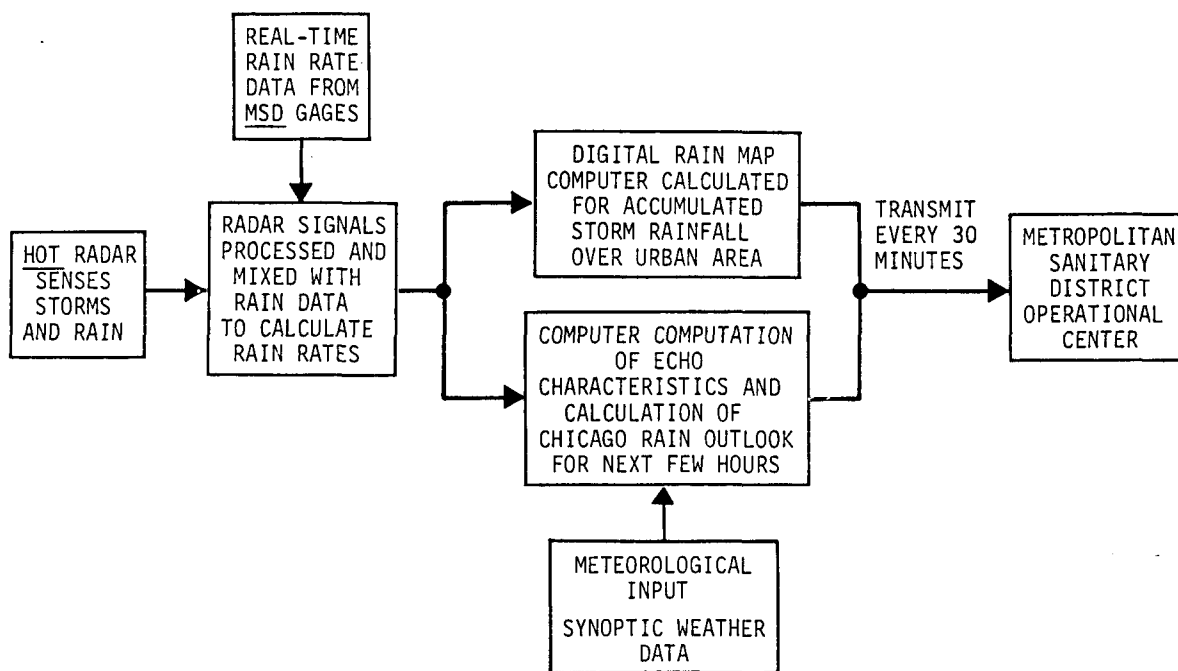 REAL-TIME
RAIN RATE
DATA FROM
MSD GAGES
HOT RADAR
SENSES
STORMS
AND RAIN
RADAR SIGNALS
PROCESSED AND
MIXED WITH
RAIN DATA
TO CALCULATE
RAIN RATES
DIGITAL RAIN MAP
COMPUTER CALCULATED
FOR ACCUMULATED
STORM RAINFALL
OVER URBAN AREA
COMPUTER COMPUTATION
OF ECHO
CHARACTERISTICS AND
CALCULATION OF
CHICAGO RAIN OUTLOOK
FOR NEXT FEW HOURS
TRANSMIT
EVERY 30
MINUTES
METROPOLITAN
SANITARY
DISTRICT
OPERATIONAL
CENTER
METEOROLOGICAL
INPUT
SYNOPTIC WEATHER
DATA